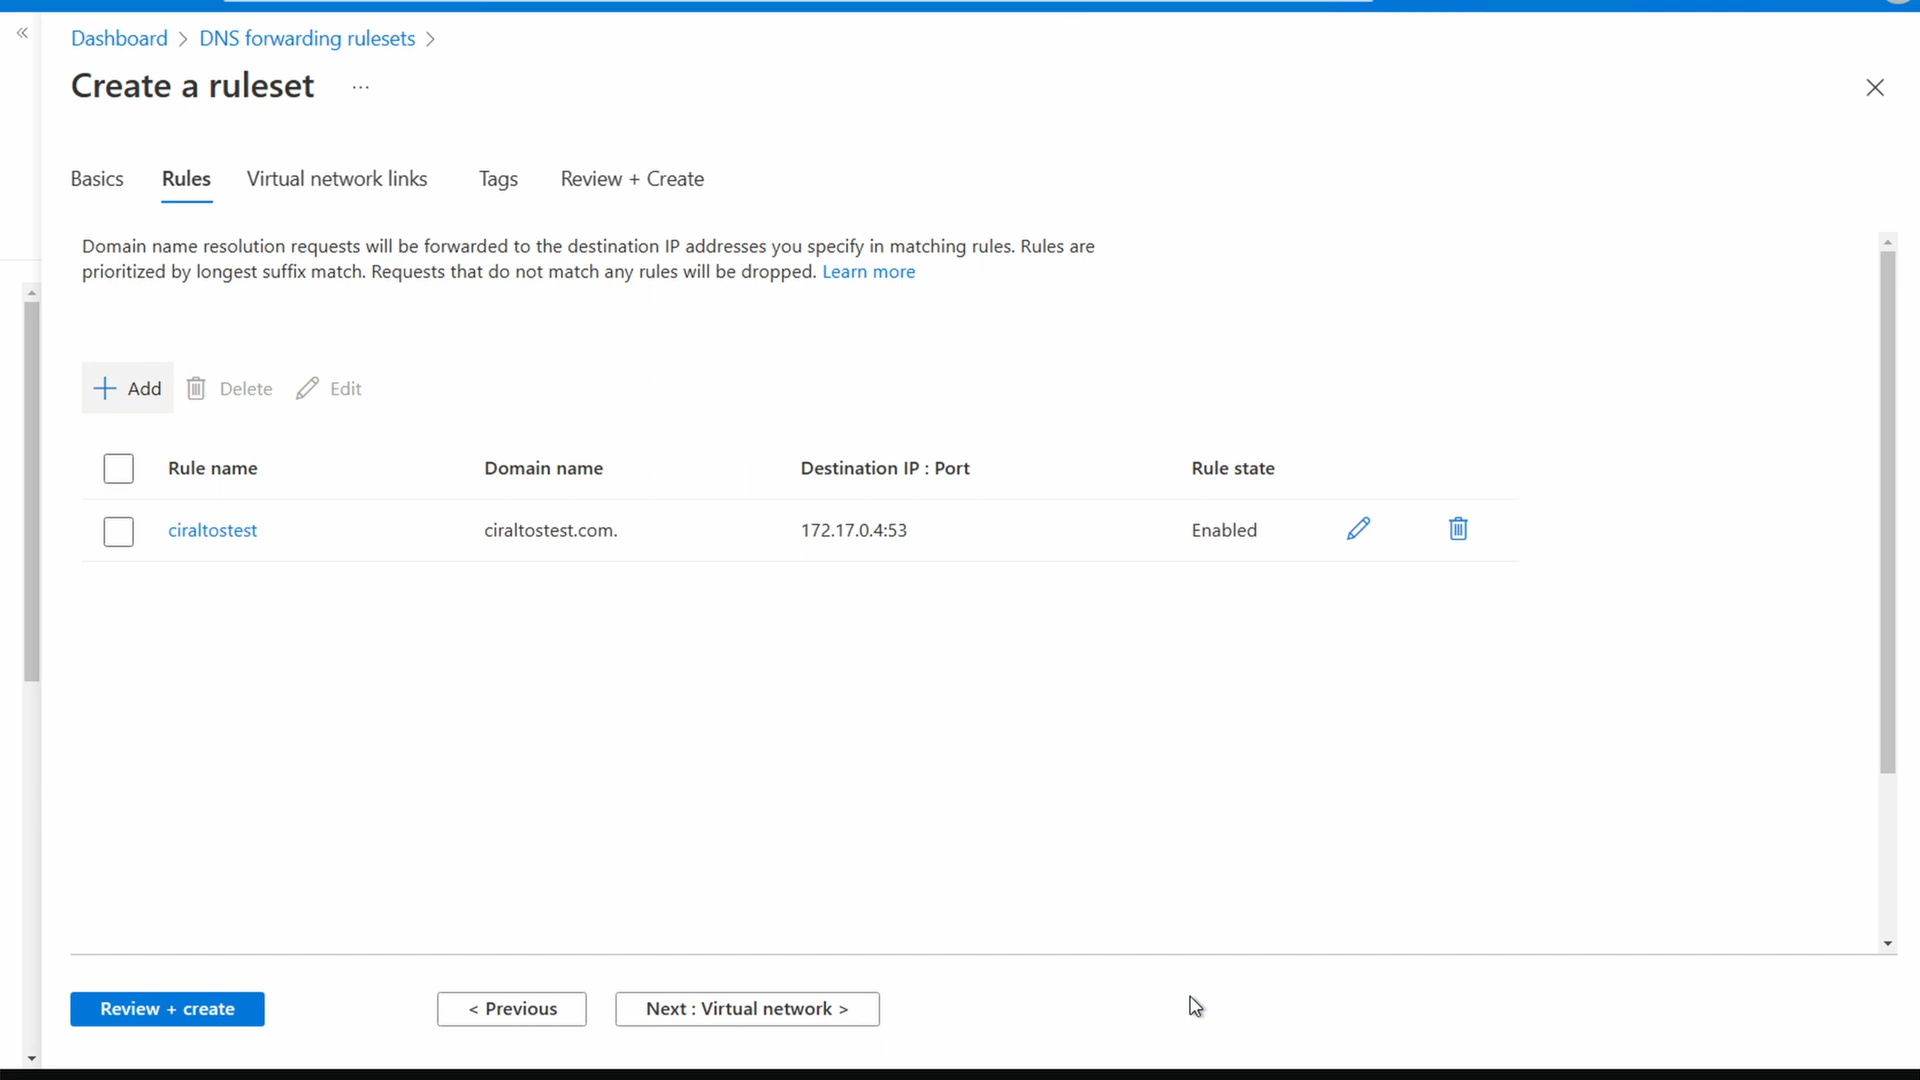 Dashboard > DNS forwarding rulesets >
Create a ruleset ...
Basics Rules Virtual network links Tags Review + Create
Domain name resolution requests will be forwarded to the destination IP addresses you specify in matching rules. Rules are
prioritized by longest suffix match. Requests that do not match any rules will be dropped. Learn more
Add Delete Edit
Rule name Domain name Destination IP : Port Rule state
ciraltostest ciraltostest.com. 172.17.0.4:53 Enabled
Review + create < Previous Next : Virtual network >